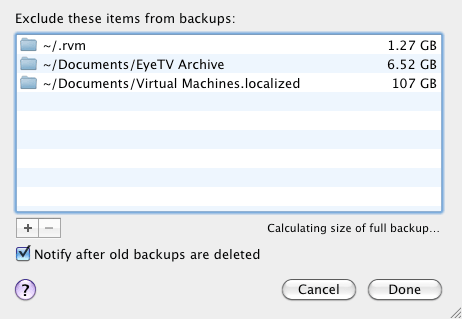 Exclude these items from backups:
~/.rvm 1.27 GB
~/Documents/EyeTV Archive 6.52 GB
~/Documents/Virtual Machines.localized 107 GB
+ − Calculating size of full backup...
Notify after old backups are deleted
? Cancel Done